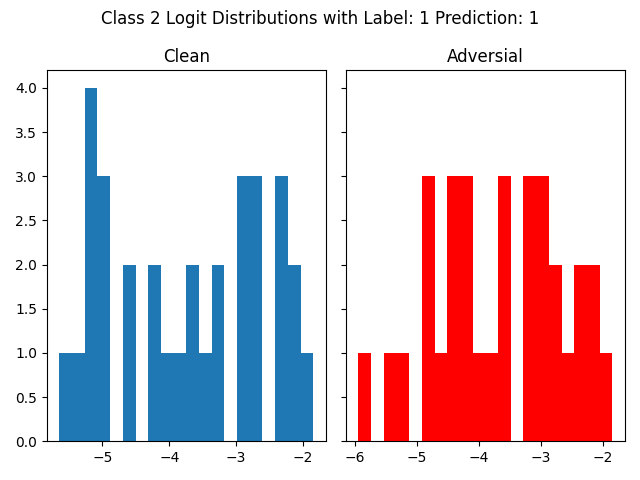 Class 2 Logit Distributions with Label: 1 Prediction: 1
Clean
Adversial
4.0
3.5
3.0
2.5
2.0
1.5
1.0
0.5
0.0
−5 −4 −3 −2
−6 −5 −4 −3 −2